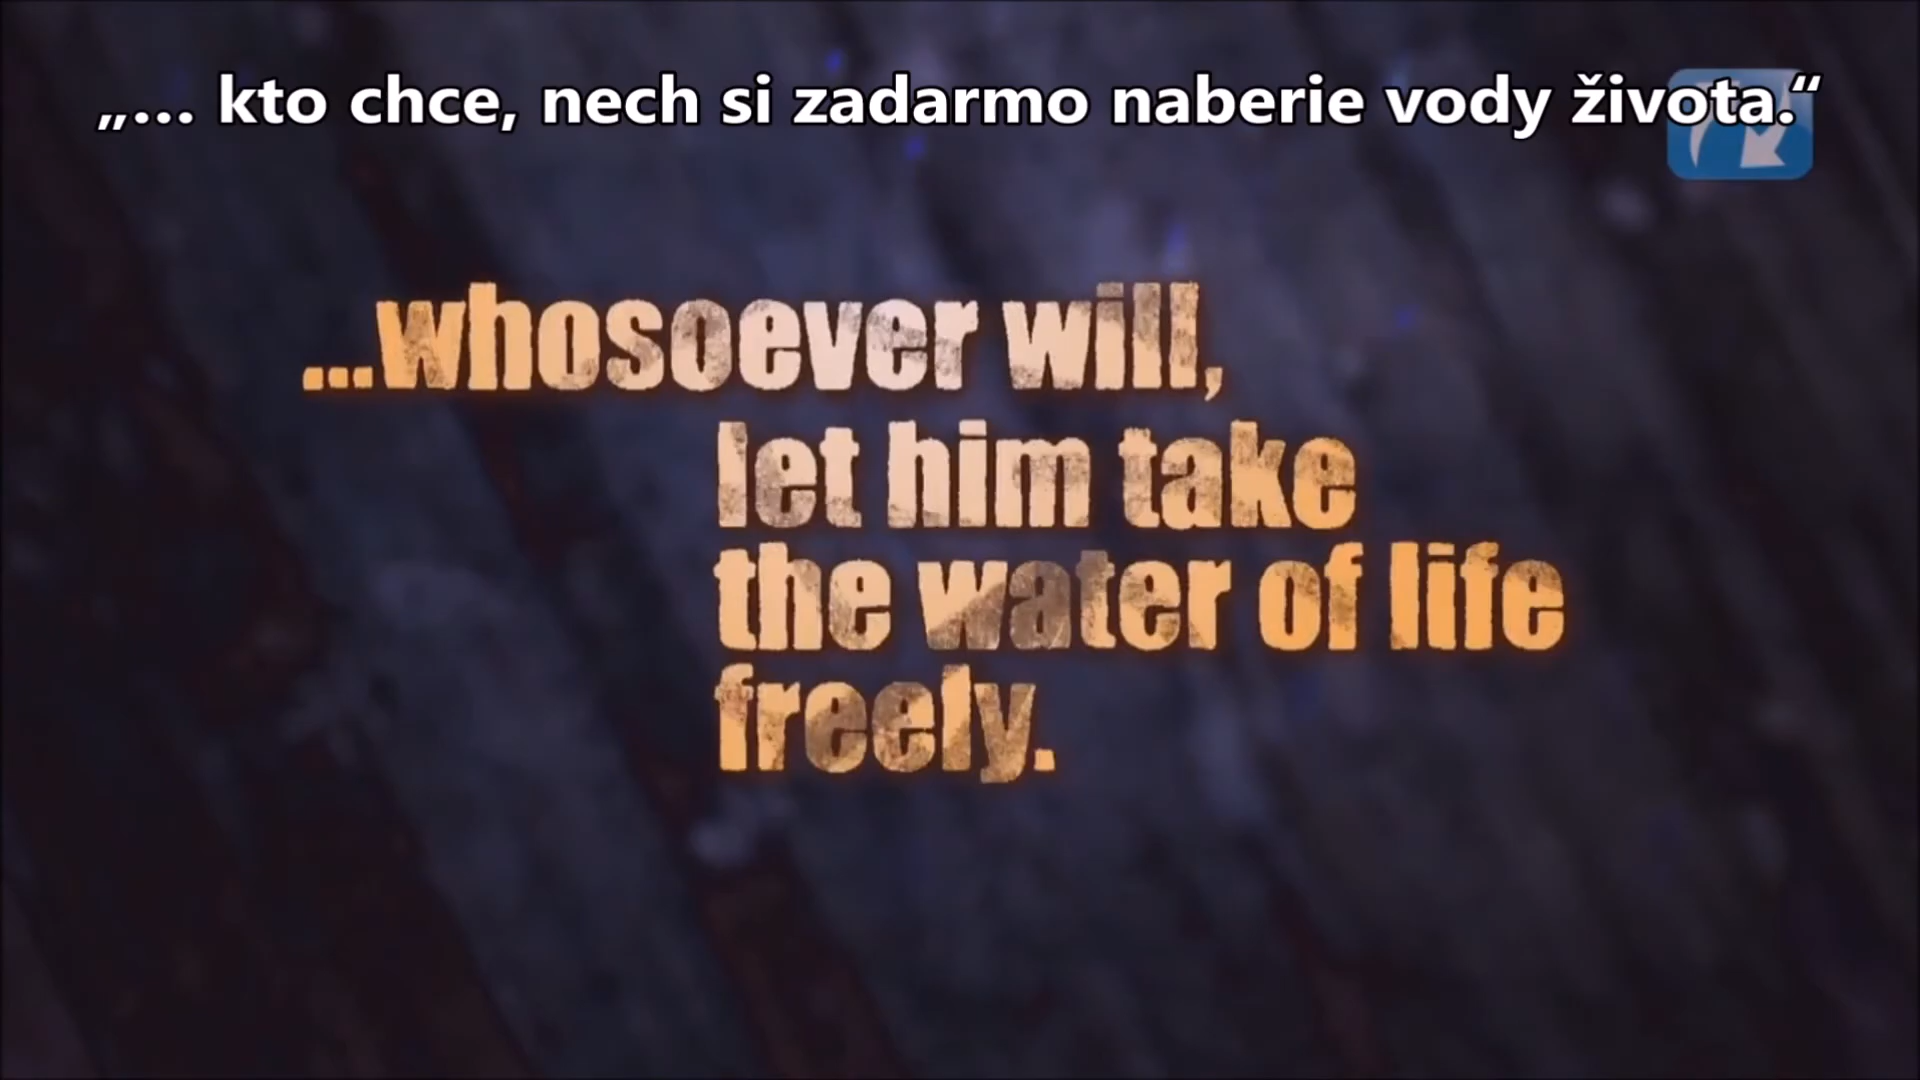 „... kto chce, nech si zadarmo naberie vody života.“
...whosoever will,
let him take
the water of life
freely.